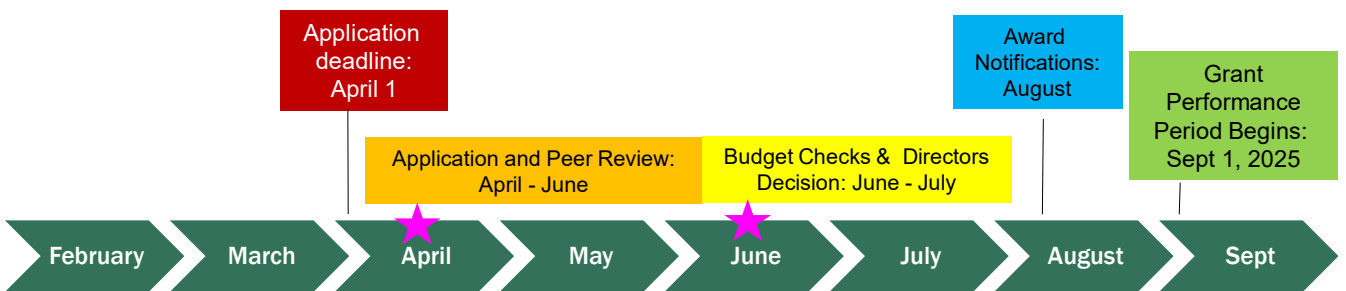 Application
deadline:
April 1
Award
Notifications:
August
Grant
Performance
Period Begins:
Sept 1, 2025
Application and Peer Review:
April - June
Budget Checks & Directors
Decision: June - July
February
March
April
May
June
July
August
Sept